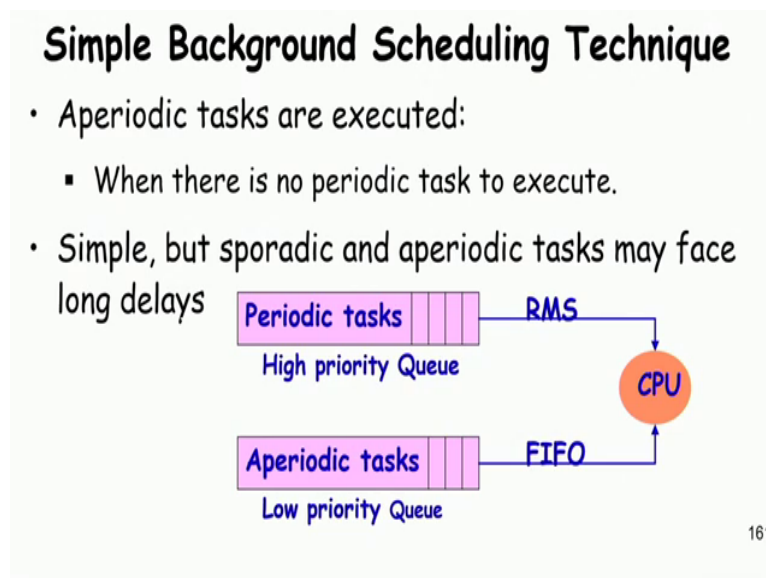 Simple Background Scheduling Technique
• Aperiodic tasks are executed:
▪ When there is no periodic task to execute.
• Simple, but sporadic and aperiodic tasks may face
long delays
Periodic tasks
RMS
High priority Queue
CPU
Aperiodic tasks
FIFO
Low priority Queue
161